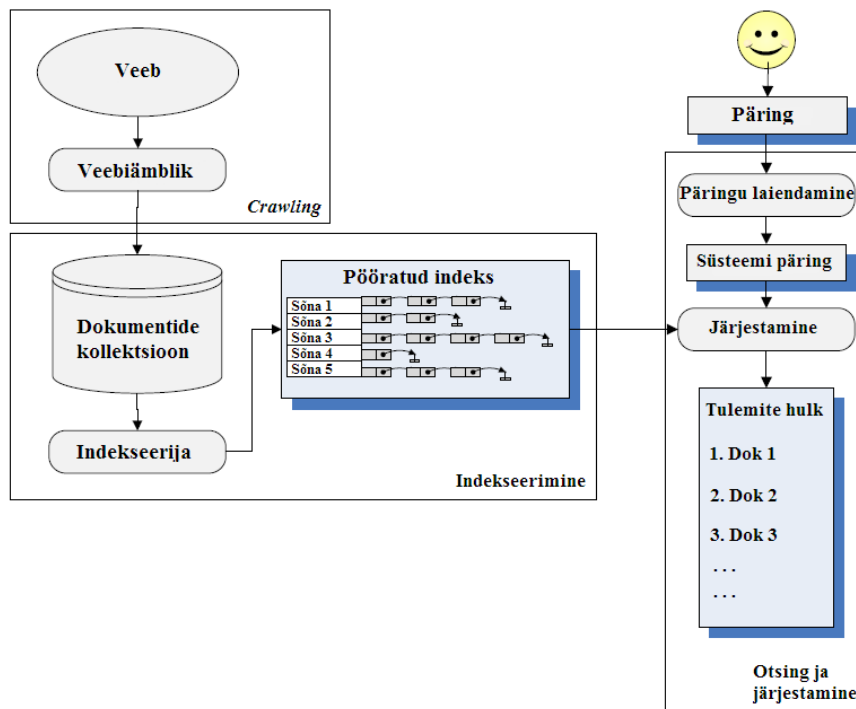 Veeb
Veebiämblik
Crawling
Dokumentide
kollektsioon
Indekseerija
Pööratud indeks
Sõna 1
Sõna 2
Sõna 3
Sõna 4
Sõna 5
Indekseerimine
Päring
Päringu laiendamine
Süsteemi päring
Järjestamine
Tulemite hulk
1. Dok 1
2. Dok 2
3. Dok 3
...
...
Otsing ja
järjestamine